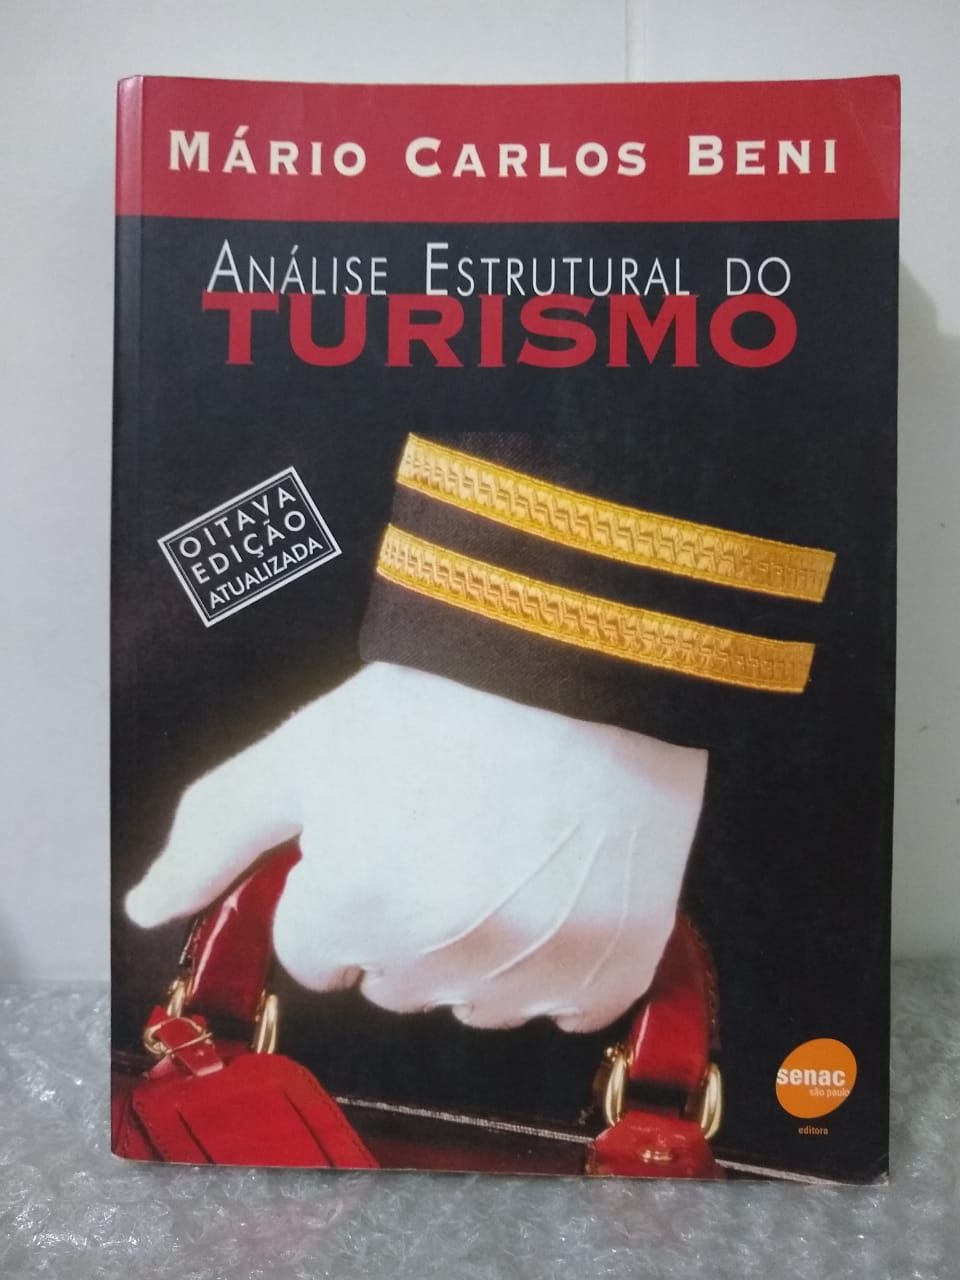 MÁRIO CARLOS BENI
ANÁLISE ESTRUTURAL DO
TURISMO
OITAVA
EDIÇÃO
ATUALIZADA
senac
são paulo
editora